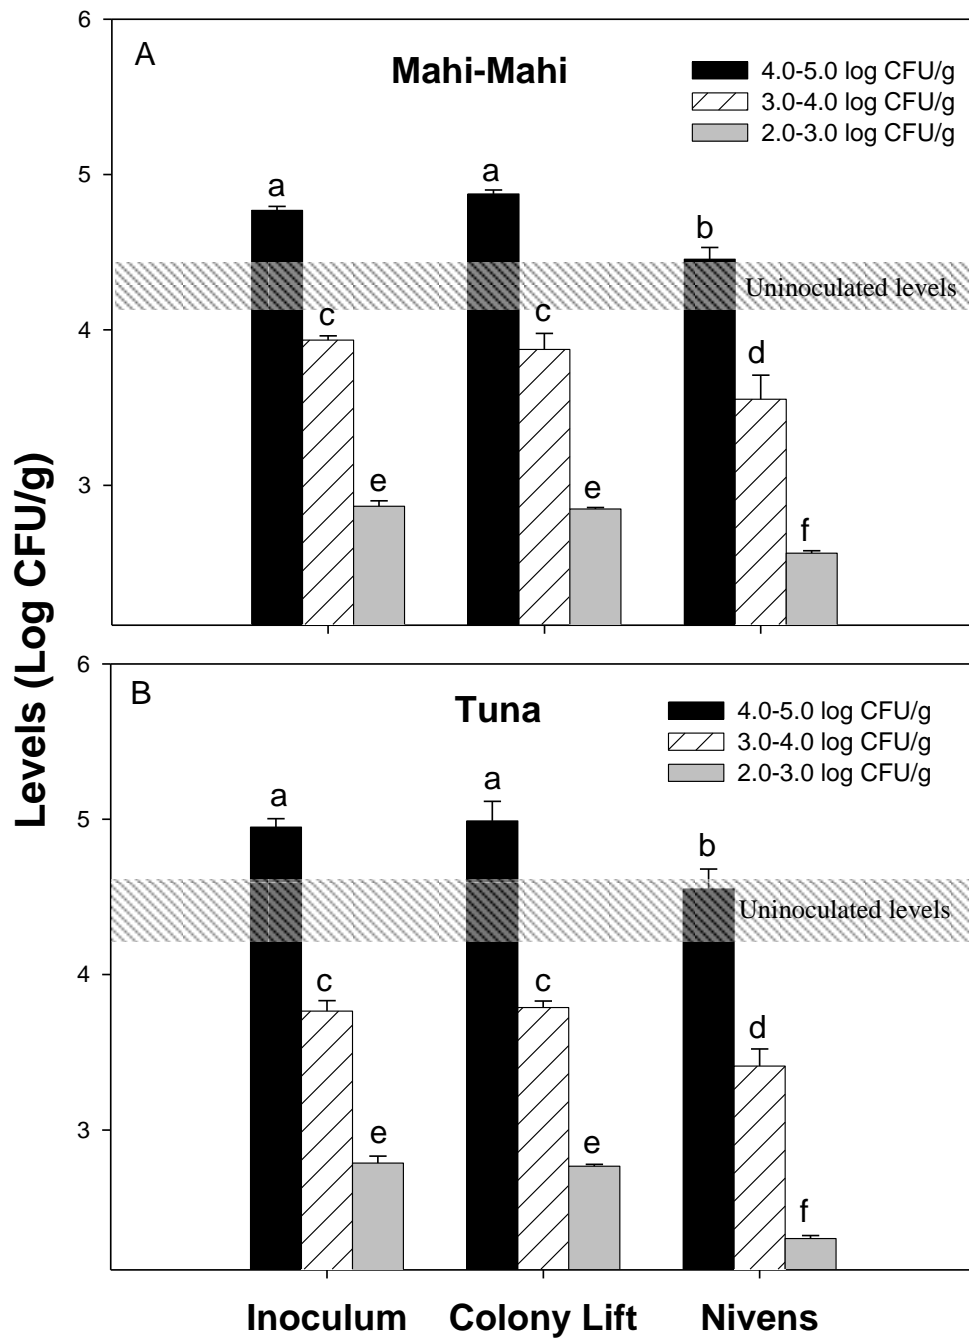 A
Mahi-Mahi
4.0-5.0 log CFU/g
3.0-4.0 log CFU/g
2.0-3.0 log CFU/g
6
5
4
3
a
a
b
Uninoculated levels
c
c
d
e
e
f
Levels (Log CFU/g)
B
Tuna
4.0-5.0 log CFU/g
3.0-4.0 log CFU/g
2.0-3.0 log CFU/g
6
5
4
3
a
a
b
Uninoculated levels
c
c
d
e
e
f
Inoculum
Colony Lift
Nivens